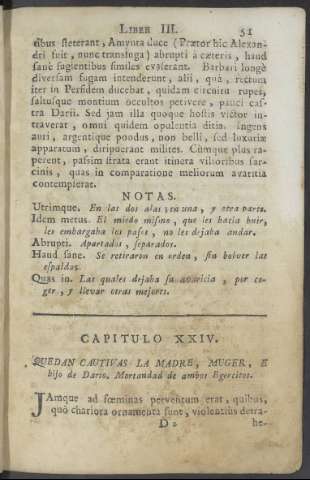 LIBER III. 51
tibus steterant, Amynta duce (Prætor hic Alexan-
dri fuit, nunc transfuga) abrupti à cæteris, haud
sanè fugientibus similes evaserant. Barbari longè
diversam fugam intenderunt, alii, quà, rectum
iter in Persidem ducebat, quidam circuitu rupes,
saltusque montium occultos petivere, pauci cas-
tra Darii. Sed jam illa quoque hostis victor in-
traverat, omni quidem opulentia ditia. Ingens
auri, argentique pondus, non belli, sed luxuriæ
apparatum, diripuerant milites. Cùmque plus ra-
perent, passim strata erant itinera vilioribus sar-
cinis, quas in comparatione meliorum avaritia
contempserat.
NOTAS.
Utrimque. En las dos alas; en una, y otra parte.
Idem metus. El miedo mismo, que les hacia huir,
les embargaba los pases, no les dejaba andar.
Abrupti. Apartados, separados.
Haud sane. Se retiraron en orden, sin bolver las
espaldas.
Quas in. Las quales dejaba su avaricia, por co-
ger, y llevar otras mejores.
CAPITULO XXIV.
QUEDAN CAUTIVAS LA MADRE, MUGER, E
hijo de Dario. Mortandad de ambos Egercitos.
JAmque ad fœminas perventum erat, quibus,
quò chariora ornamenta sunt, violentius detra-
D 2 he-